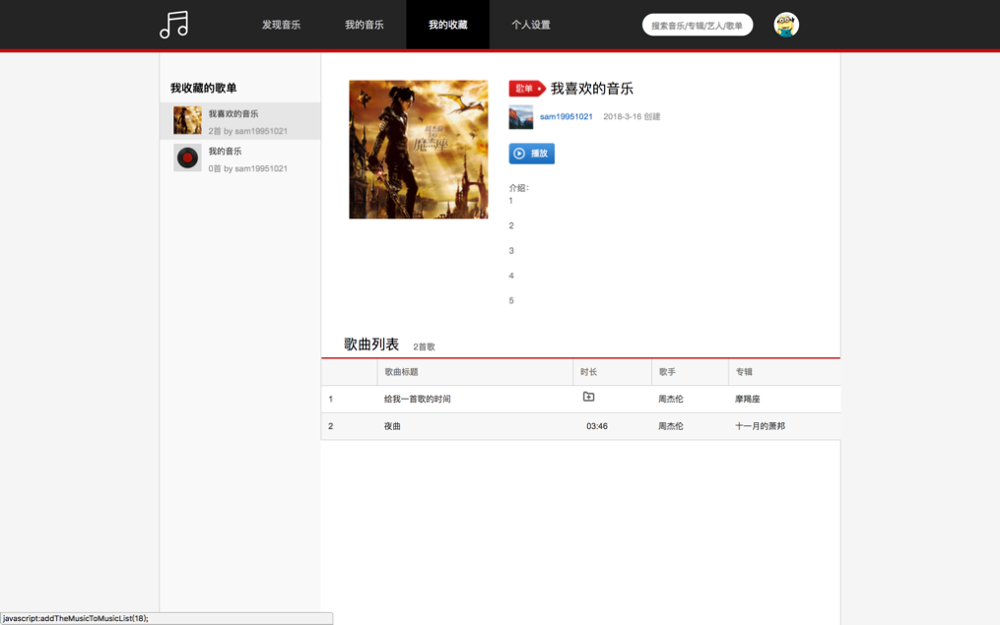 发现音乐
我的音乐
我的收藏
个人设置
搜索音乐/专辑/艺人/歌单
我收藏的歌单
我喜欢的音乐
2首 by sam19951021
我的音乐
0首 by sam19951021
魔杰座
歌单 我喜欢的音乐
sam19951021 2018-3-16 创建
播放
介绍：
1
2
3
4
5
歌曲列表 2首歌
歌曲标题 时长 歌手 专辑
1 给我一首歌的时间 周杰伦 摩羯座
2 夜曲 03:46 周杰伦 十一月的萧邦
javascript:addTheMusicToMusicList(18);